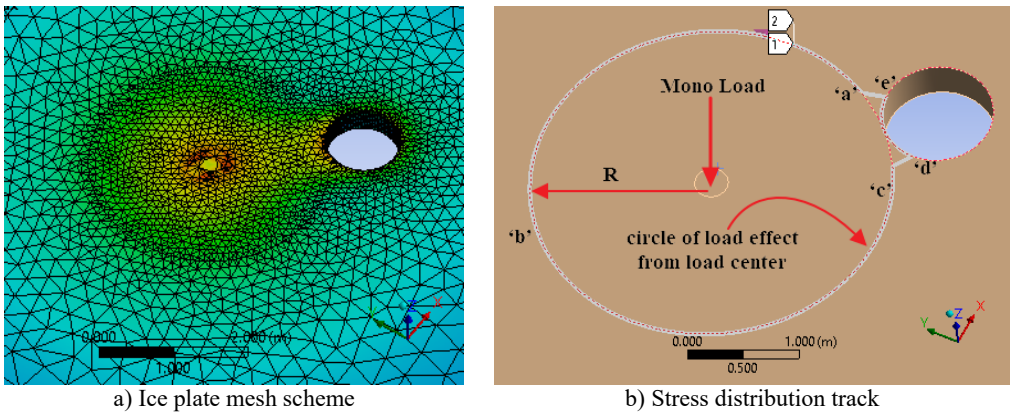 0.000
2.000 (m)
1.000
Y
Z
X
a) Ice plate mesh scheme
2
1
Mono Load
‘a’
‘e’
R
‘d’
‘c’
‘b’
circle of load effect
from load center
0.000
1.000 (m)
0.500
Y
Z
X
b) Stress distribution track